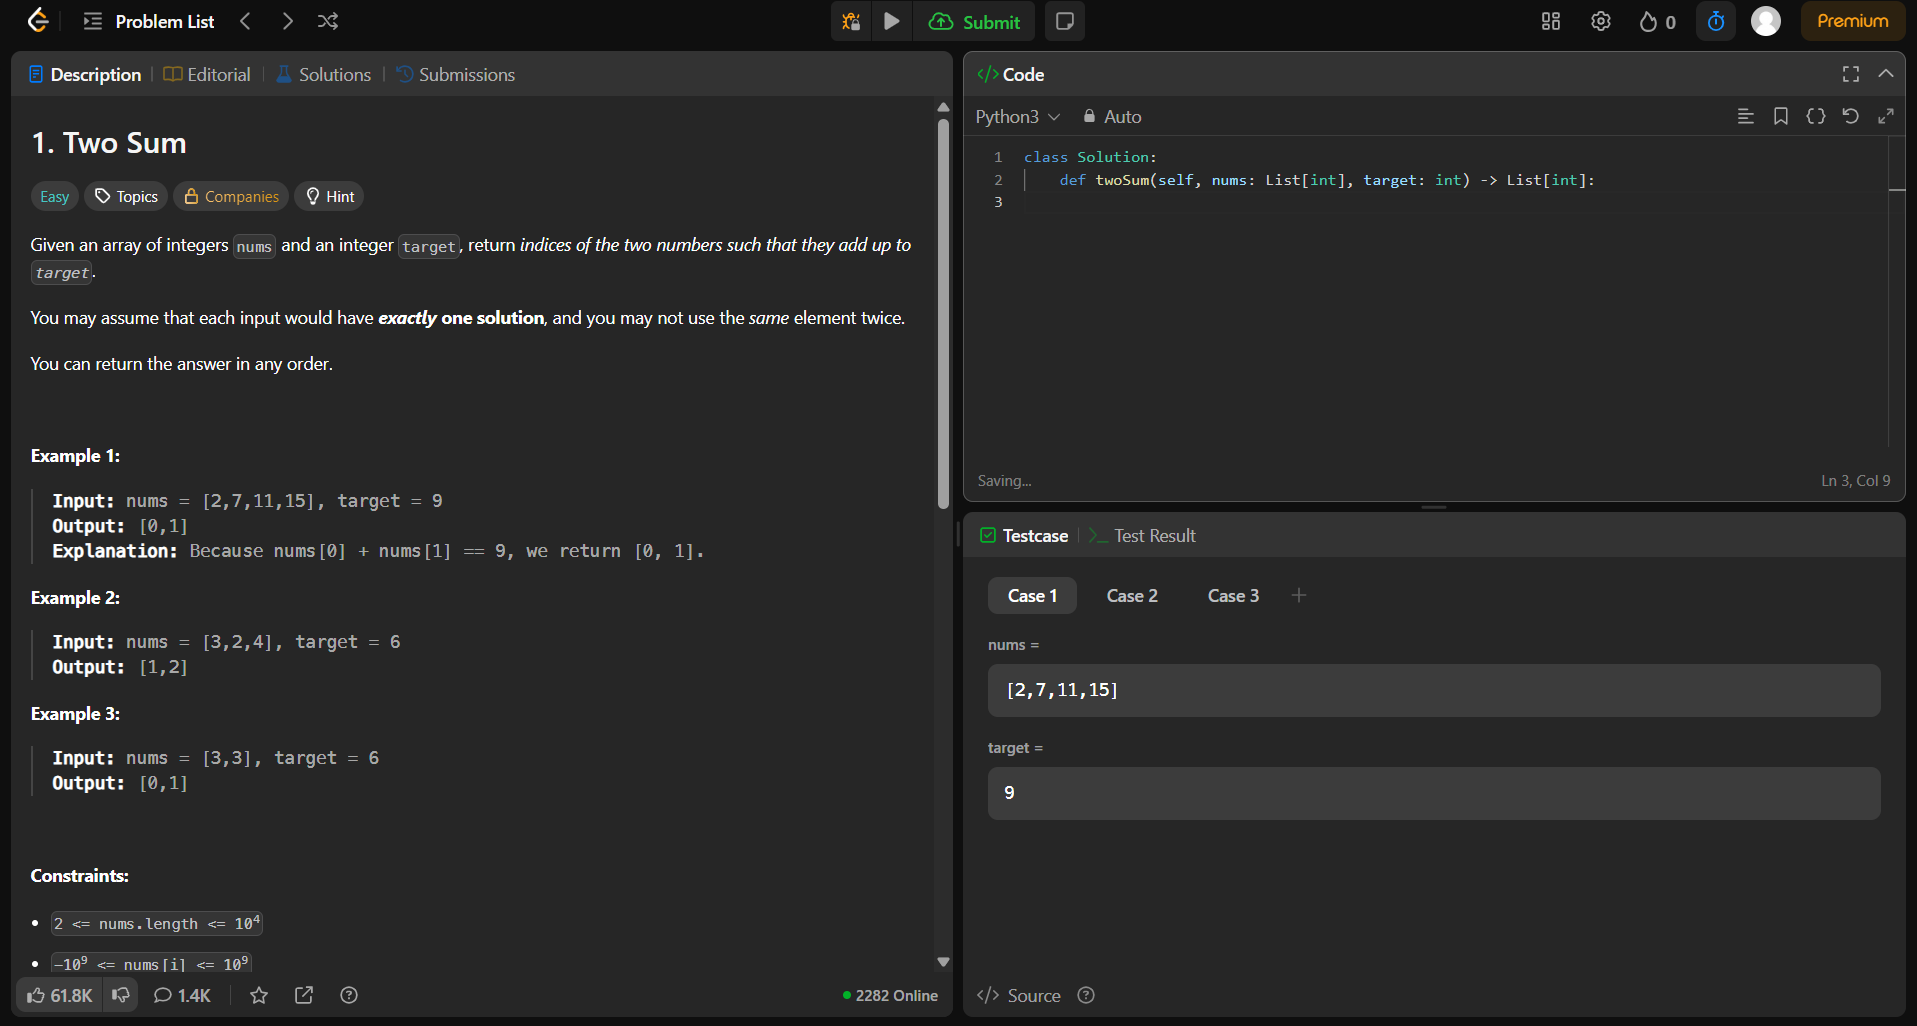 Problem List
Submit
0
Premium
Description
Editorial
Solutions
Submissions
1. Two Sum
Easy
Topics
Companies
Hint
Given an array of integers nums and an integer target, return indices of the two numbers such that they add up to
target.
You may assume that each input would have exactly one solution, and you may not use the same element twice.
You can return the answer in any order.
Example 1:
Input: nums = [2,7,11,15], target = 9
Output: [0,1]
Explanation: Because nums[0] + nums[1] == 9, we return [0, 1].
Example 2:
Input: nums = [3,2,4], target = 6
Output: [1,2]
Example 3:
Input: nums = [3,3], target = 6
Output: [0,1]
Constraints:
• 2 <= nums.length <= 10⁴
• -10⁹ <= nums[i] <= 10⁹
61.8K
1.4K
2282 Online
</> Code
Python3
Auto
1 class Solution:
2 def twoSum(self, nums: List[int], target: int) -> List[int]:
3
Saving...
Ln 3, Col 9
Testcase
>_ Test Result
Case 1
Case 2
Case 3
+
nums =
[2,7,11,15]
target =
9
</> Source